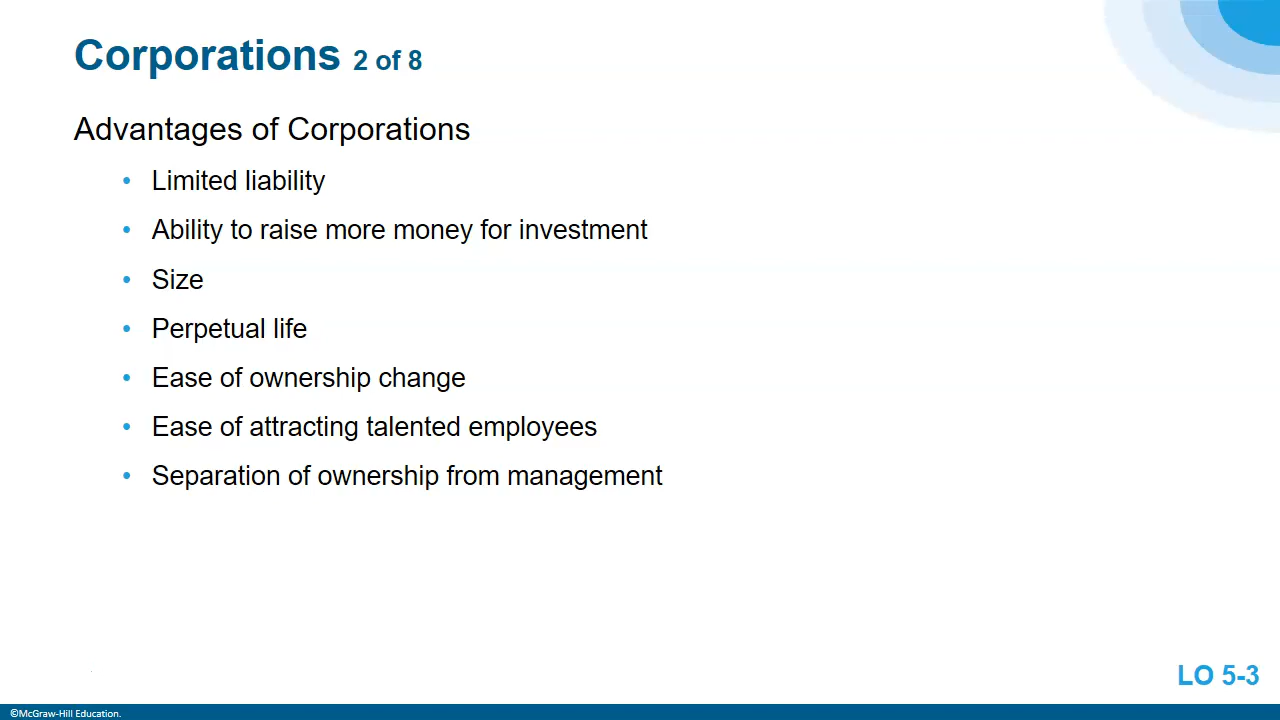 Corporations 2 of 8
Advantages of Corporations
• Limited liability
• Ability to raise more money for investment
• Size
• Perpetual life
• Ease of ownership change
• Ease of attracting talented employees
• Separation of ownership from management
LO 5-3
©McGraw-Hill Education.